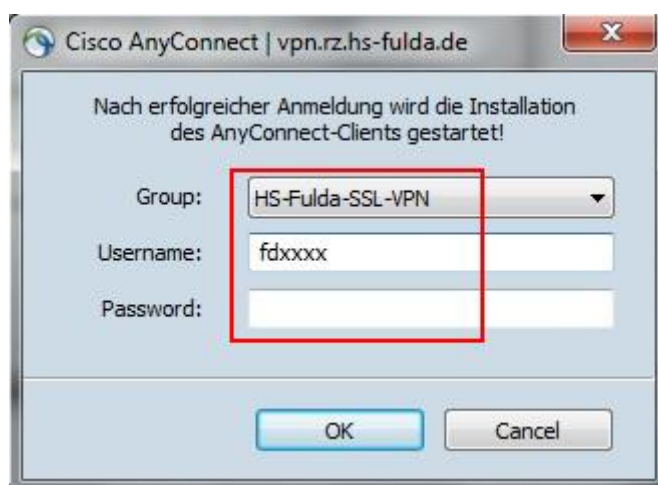 Cisco AnyConnect | vpn.rz.hs-fulda.de
Nach erfolgreicher Anmeldung wird die Installation
des AnyConnect-Clients gestartet!
Group: HS-Fulda-SSL-VPN
Username: fdxxxx
Password:
OK Cancel